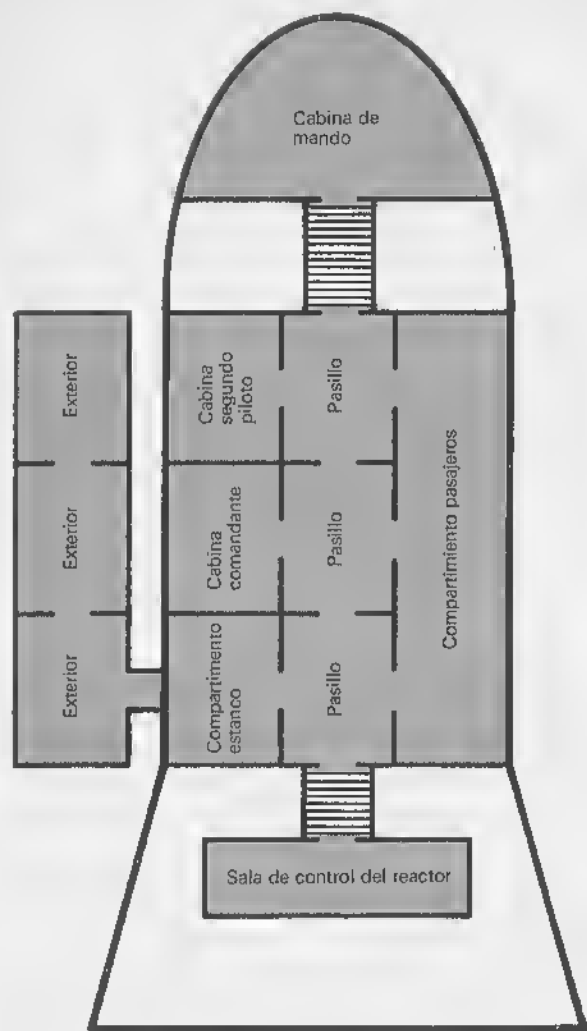 Cabina de
mando
Exterior
Cabina
segundo
piloto
Pasillo
Exterior
Cabina
comandante
Pasillo
Compartimiento pasajeros
Exterior
Compartimento
estanco
Pasillo
Sala de control del reactor